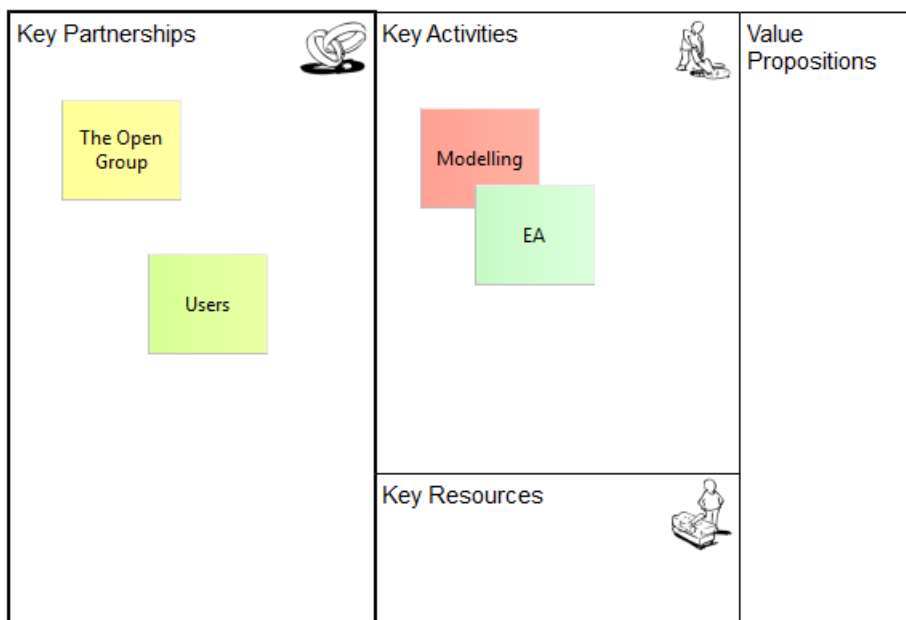 Key Partnerships
The Open
Group
Users
Key Activities
Modelling
EA
Key Resources
Value
Propositions